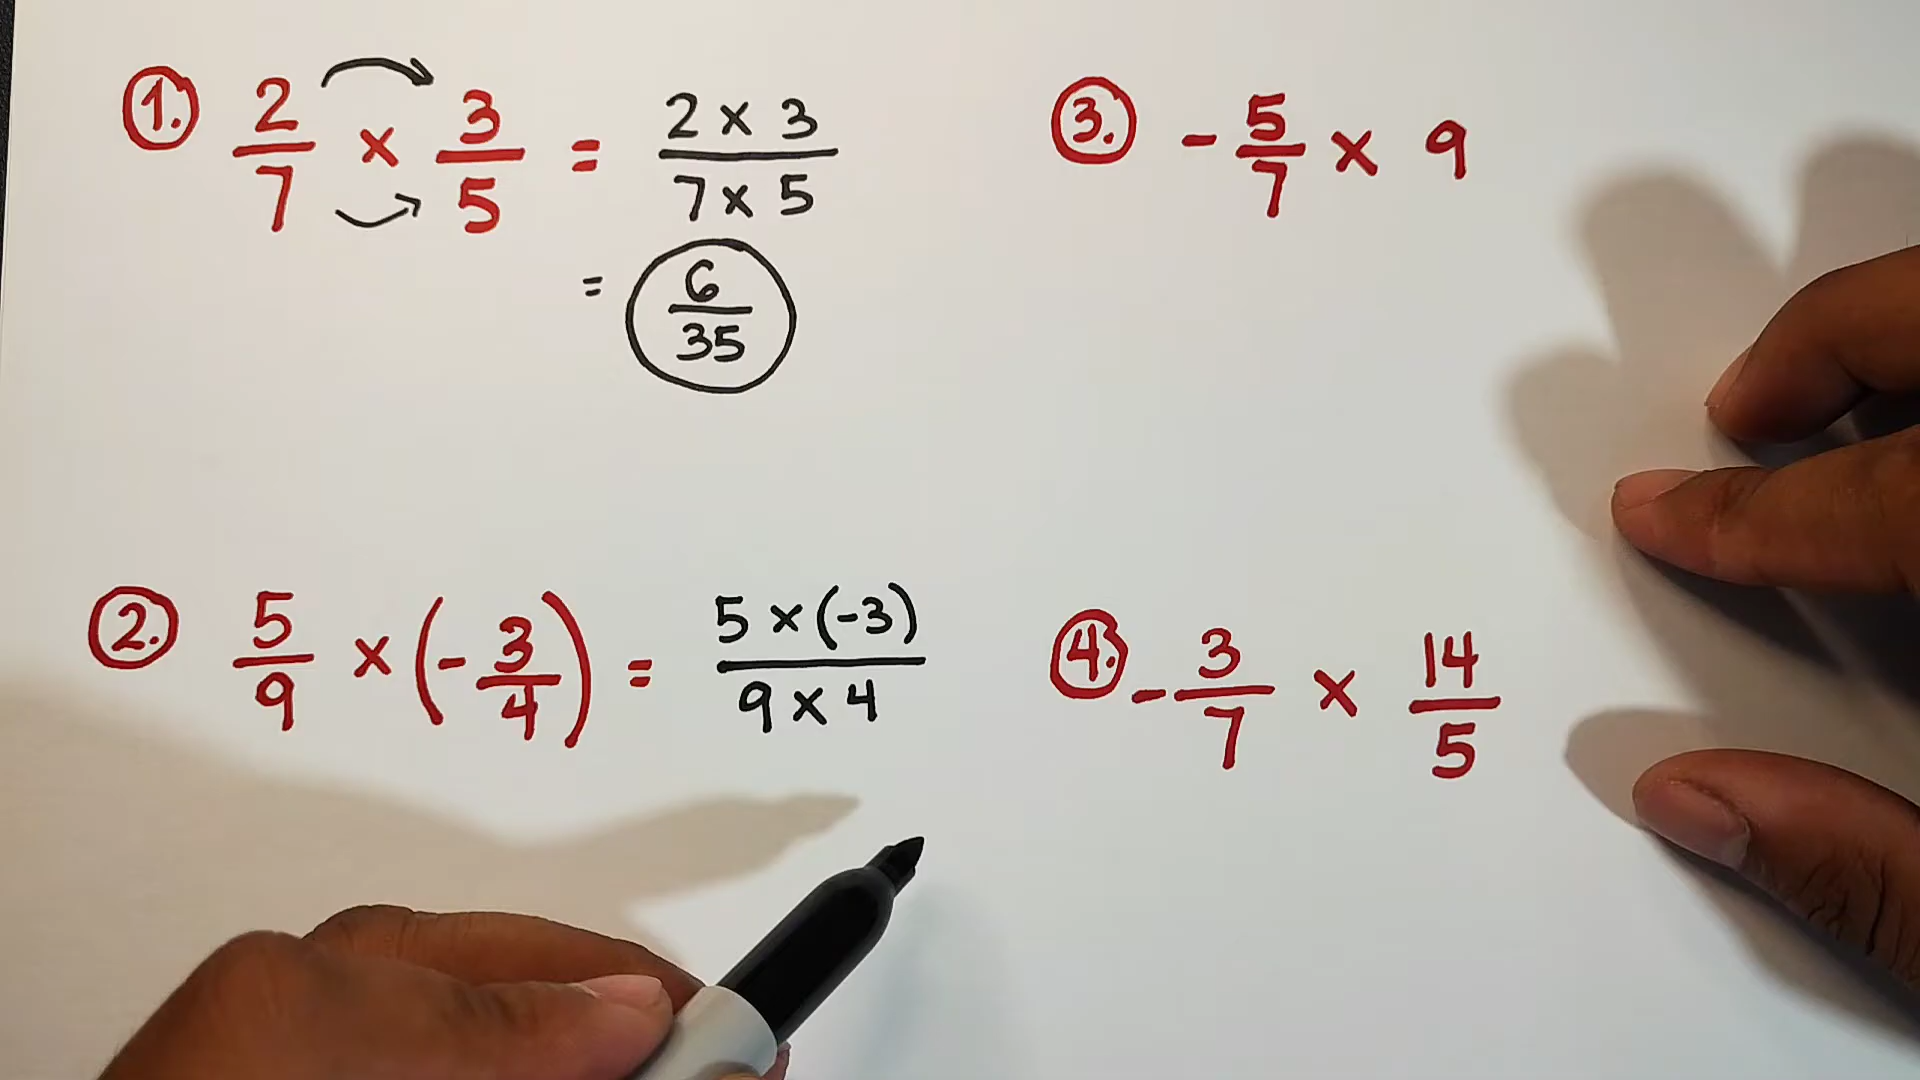 1. 2/7 × 3/5 = 2 × 3 / 7 × 5
= 6/35
2. 5/9 × (- 3/4) = 5 × (-3) / 9 × 4
3. - 5/7 × 9
4. - 3/7 × 14/5